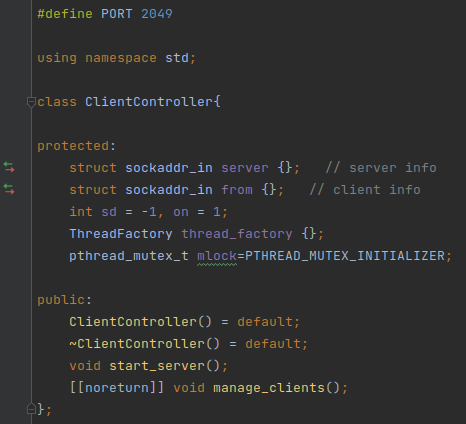 #define PORT 2049
using namespace std;
class ClientController{
protected:
    struct sockaddr_in server {};   // server info
    struct sockaddr_in from {};   // client info
    int sd = -1, on = 1;
    ThreadFactory thread_factory {};
    pthread_mutex_t mlock=PTHREAD_MUTEX_INITIALIZER;
public:
    ClientController() = default;
    ~ClientController() = default;
    void start_server();
    [[noreturn]] void manage_clients();
};